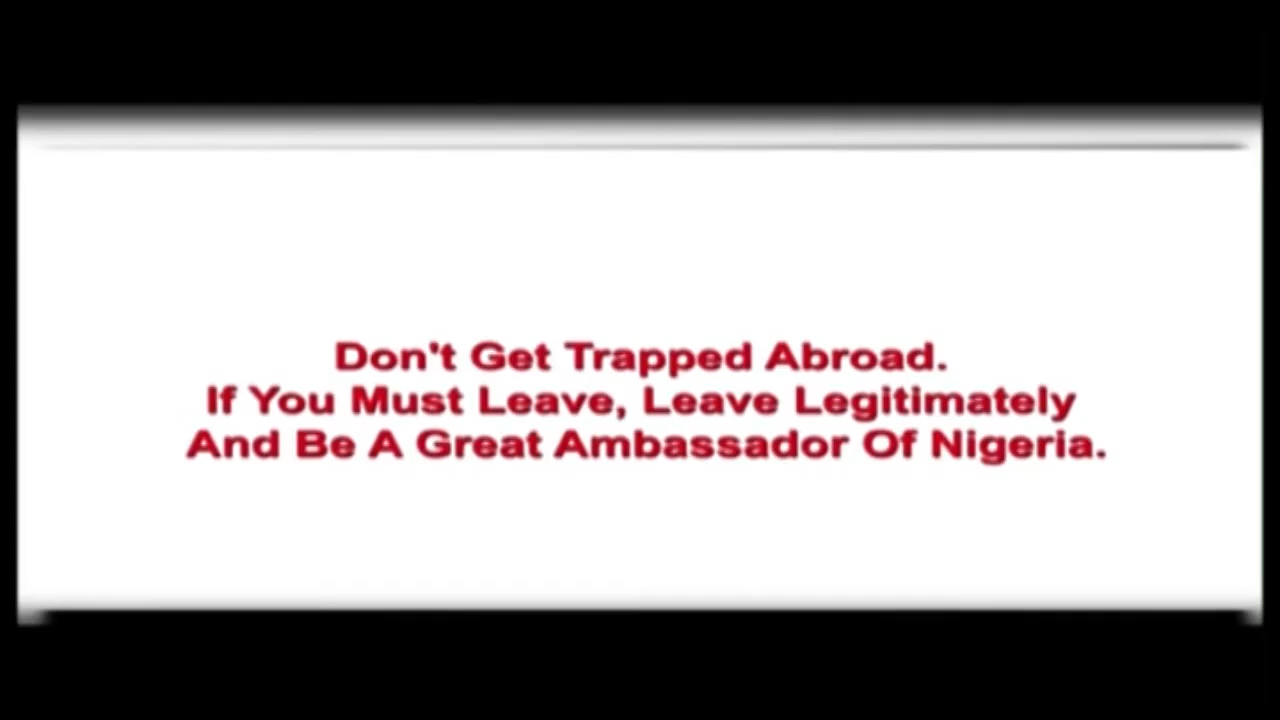 Don't Get Trapped Abroad.
If You Must Leave, Leave Legitimately
And Be A Great Ambassador Of Nigeria.